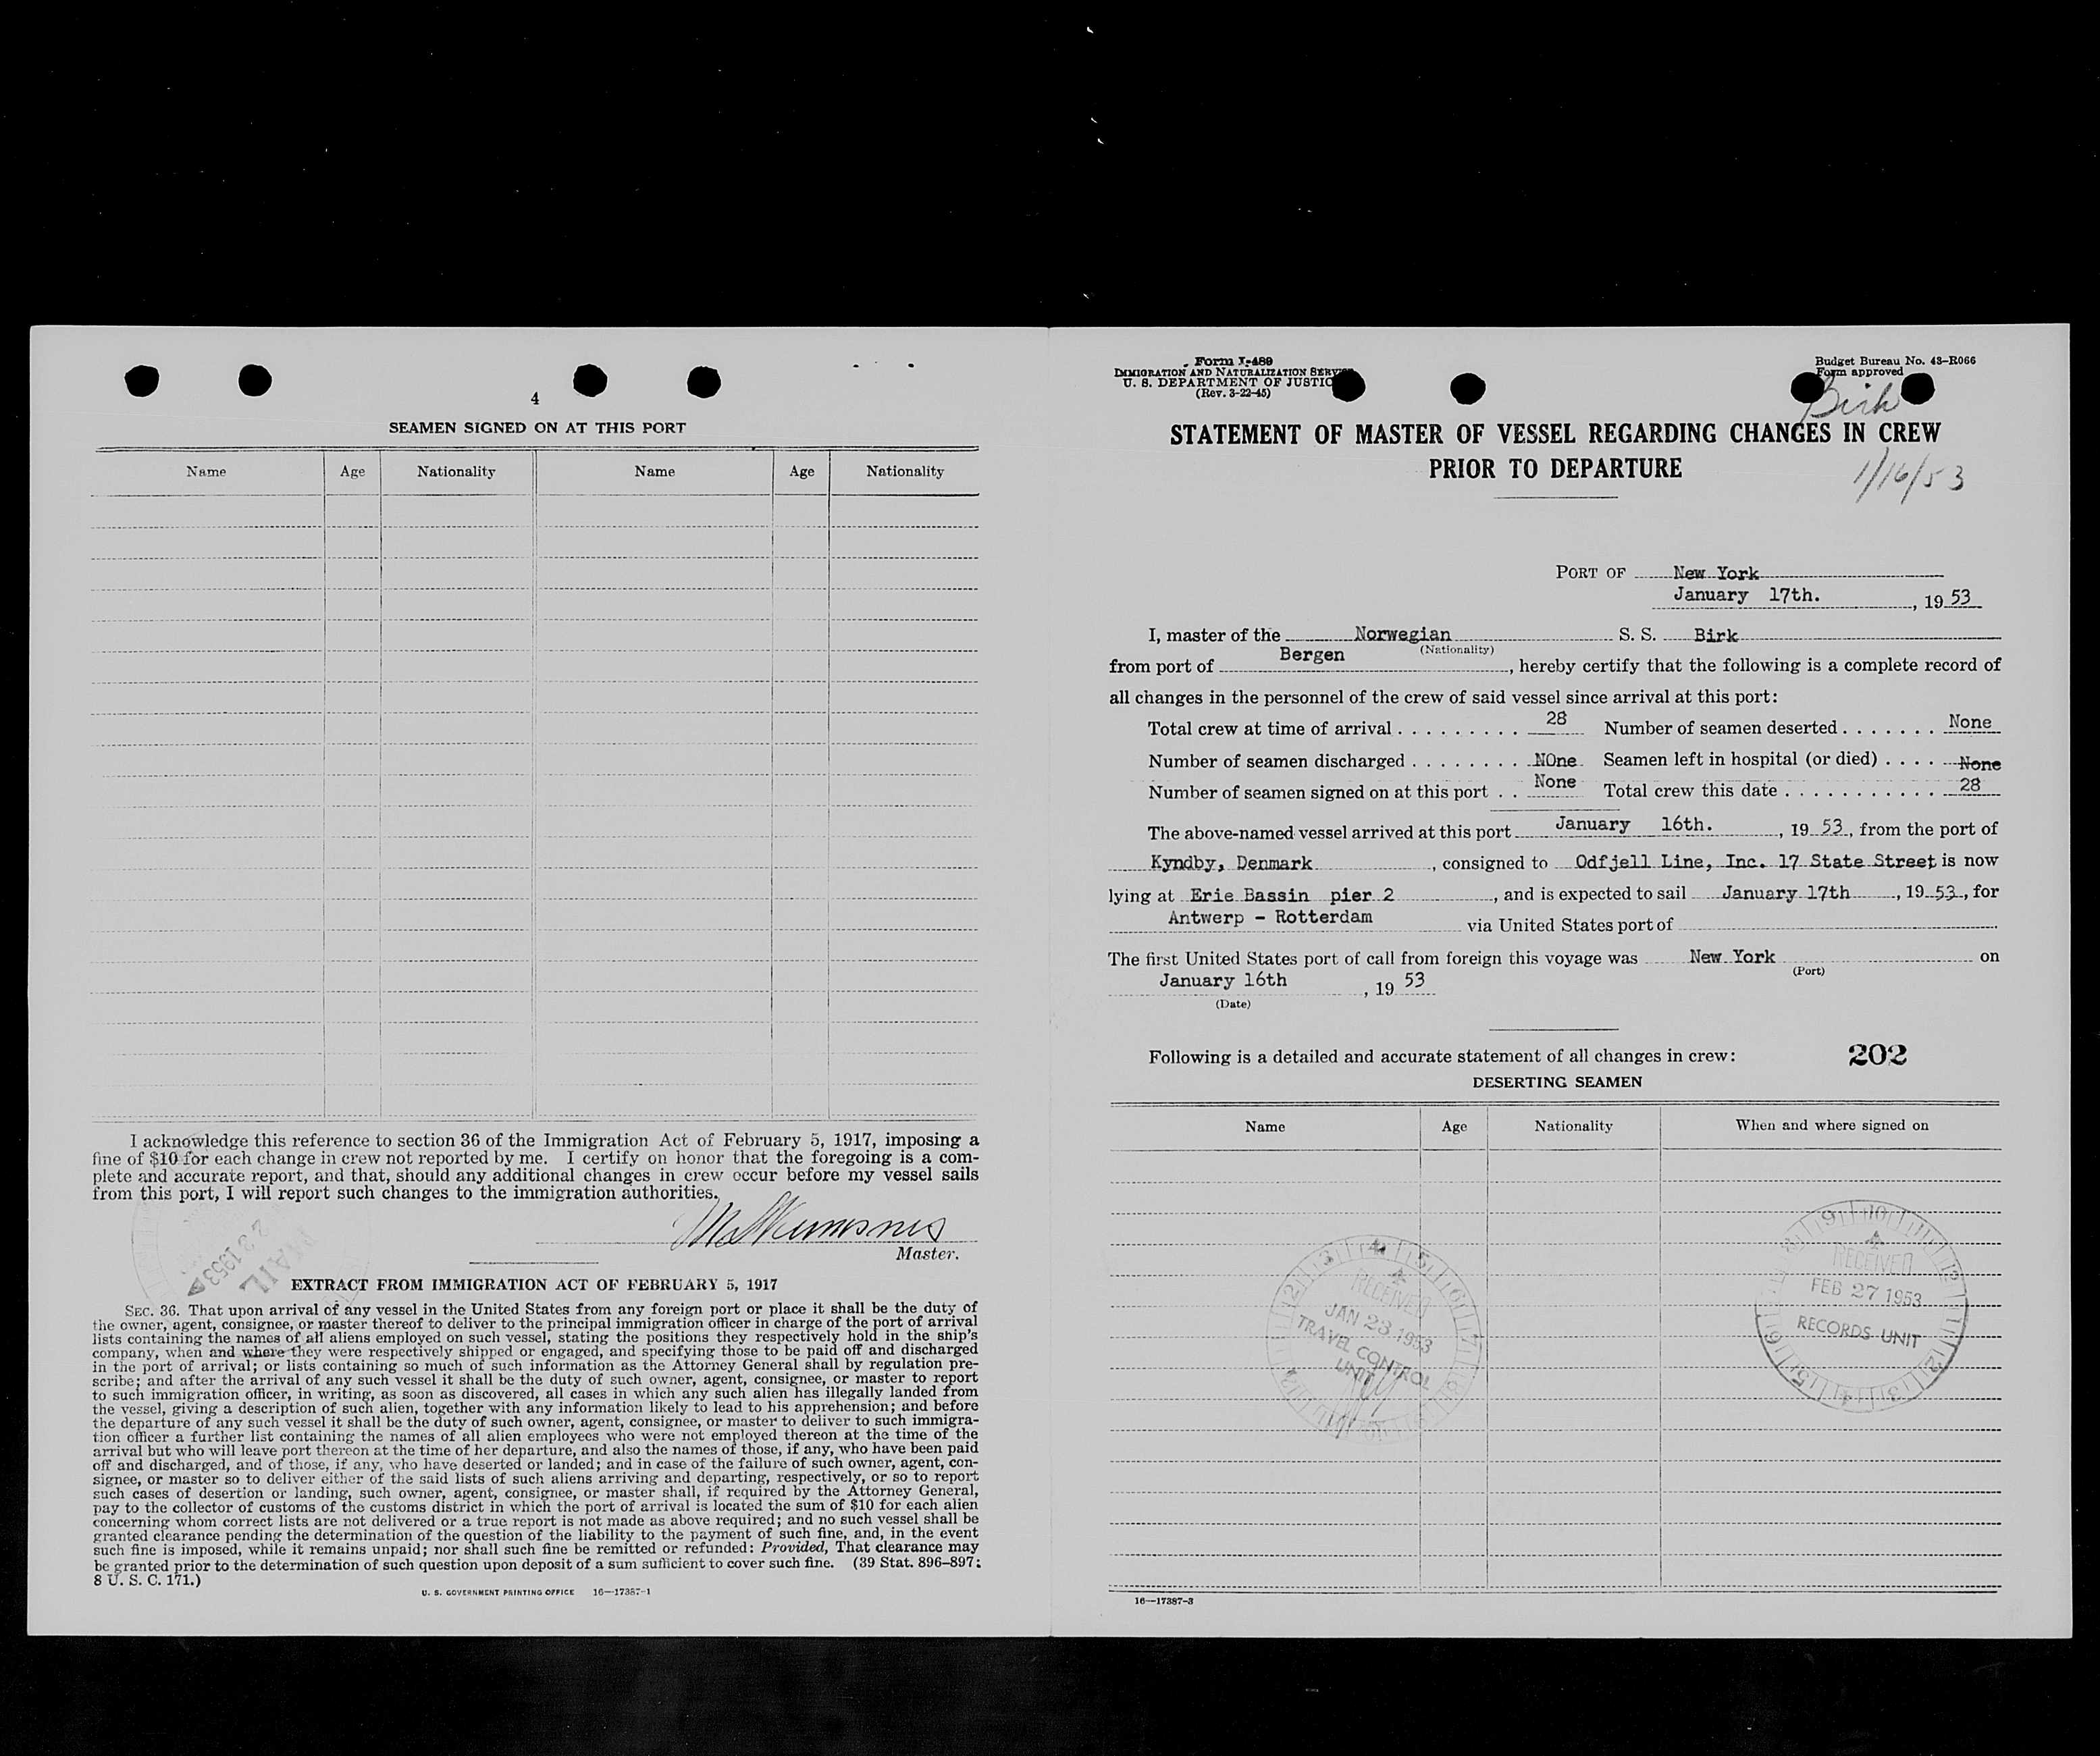 4
SEAMEN SIGNED ON AT THIS PORT
Name Age Nationality Name Age Nationality
I acknowledge this reference to section 36 of the Immigration Act of February 5, 1917, imposing a
fine of $10 for each change in crew not reported by me. I certify on honor that the foregoing is a com-
plete and accurate report, and that, should any additional changes in crew occur before my vessel sails
from this port, I will report such changes to the immigration authorities.
Master.
MAIL
23 1953
EXTRACT FROM IMMIGRATION ACT OF FEBRUARY 5, 1917
SEC. 36. That upon arrival of any vessel in the United States from any foreign port or place it shall be the duty of
the owner, agent, consignee, or master thereof to deliver to the principal immigration officer in charge of the port of arrival
lists containing the names of all aliens employed on such vessel, stating the positions they respectively hold in the ship's
company, when and where they were respectively shipped or engaged, and specifying those to be paid off and discharged
in the port of arrival; or lists containing so much of such information as the Attorney General shall by regulation pre-
scribe; and after the arrival of any such vessel it shall be the duty of such owner, agent, consignee, or master to report
to such immigration officer, in writing, as soon as discovered, all cases in which any such alien has illegally landed from
the vessel, giving a description of such alien, together with any information likely to lead to his apprehension; and before
the departure of any such vessel it shall be the duty of such owner, agent, consignee, or master to deliver to such immigra-
tion officer a further list containing the names of all alien employees who were not employed thereon at the time of the
arrival but who will leave port thereon at the time of her departure, and also the names of those, if any, who have been paid
off and discharged, and of those, if any, who have deserted or landed; and in case of the failure of such owner, agent, con-
signee, or master so to deliver either of the said lists of such aliens arriving and departing, respectively, or so to report
such cases of desertion or landing, such owner, agent, consignee, or master shall, if required by the Attorney General,
pay to the collector of customs of the customs district in which the port of arrival is located the sum of $10 for each alien
concerning whom correct lists are not delivered or a true report is not made as above required; and no such vessel shall be
granted clearance pending the determination of the question of the liability to the payment of such fine, and, in the event
such fine is imposed, while it remains unpaid; nor shall such fine be remitted or refunded: Provided, That clearance may
be granted prior to the determination of such question upon deposit of a sum sufficient to cover such fine. (39 Stat. 896-897;
8 U. S. C. 171.)
U. S. GOVERNMENT PRINTING OFFICE 16—17387-1
Form I-489
IMMIGRATION AND NATURALIZATION SERVICE
U. S. DEPARTMENT OF JUSTICE
(Rev. 3-22-45)
Budget Bureau No. 43-R066
Form approved
Birk
STATEMENT OF MASTER OF VESSEL REGARDING CHANGES IN CREW
PRIOR TO DEPARTURE
1/16/53
PORT OF New York
January 17th. , 19 53
I, master of the Norwegian S. S. Birk
(Nationality)
from port of Bergen , hereby certify that the following is a complete record of
all changes in the personnel of the crew of said vessel since arrival at this port:
Total crew at time of arrival . . . . . . . . . 28 Number of seamen deserted . . . . . . . None
Number of seamen discharged . . . . . . . . NOne Seamen left in hospital (or died) . . . . None
Number of seamen signed on at this port . . None Total crew this date . . . . . . . . . . . 28
The above-named vessel arrived at this port January 16th. , 19 53, from the port of
Kyndby, Denmark , consigned to Odfjell Line, Inc. 17 State Street is now
lying at Erie Bassin pier 2 , and is expected to sail January 17th , 19 53, for
Antwerp - Rotterdam via United States port of
The first United States port of call from foreign this voyage was New York on
(Port)
January 16th , 19 53
(Date)
Following is a detailed and accurate statement of all changes in crew: 202
DESERTING SEAMEN
Name Age Nationality When and where signed on
RECEIVED
JAN 23 1953
TRAVEL CONTROL
UNIT
RECEIVED
FEB 27 1953
RECORDS UNIT
16—17387-3